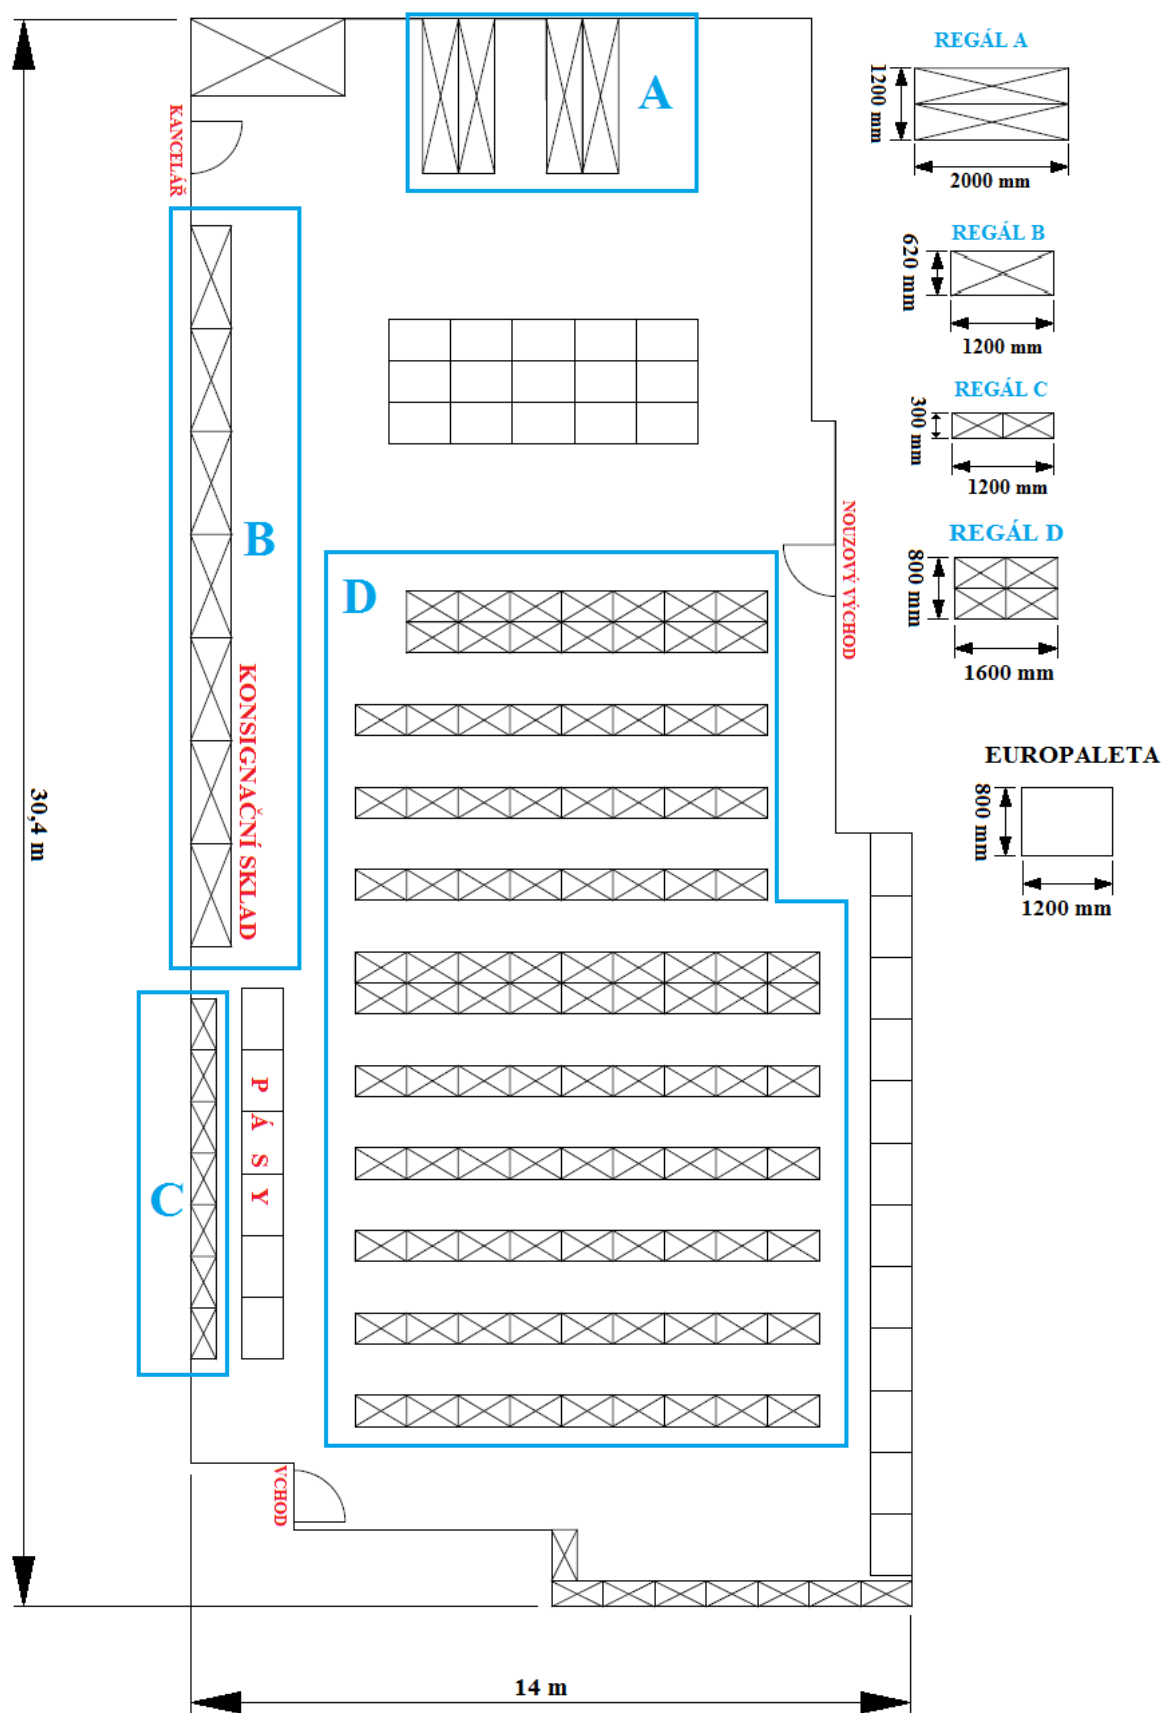 A
REGÁL A
1200 mm
2000 mm
KANCELÁŘ
REGÁL B
620 mm
1200 mm
REGÁL C
300 mm
1200 mm
B
NOUZOVÝ VÝCHOD
REGÁL D
800 mm
1600 mm
D
KONSIGNAČNÍ SKLAD
EUROPALETA
800 mm
1200 mm
30,4 m
PÁSY
C
VCHOD
14 m